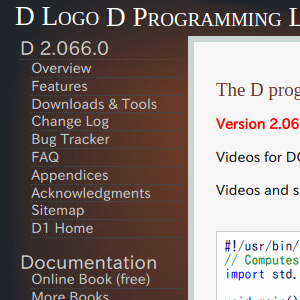 D Logo D Programming L
D 2.066.0
Overview
Features
Downloads & Tools
Change Log
Bug Tracker
FAQ
Appendices
Acknowledgments
Sitemap
D1 Home
Documentation
Online Book (free)
More Books
The D prog
Version 2.06
Videos for DC
Videos and s
#!/usr/bin/
// Computes
import std.